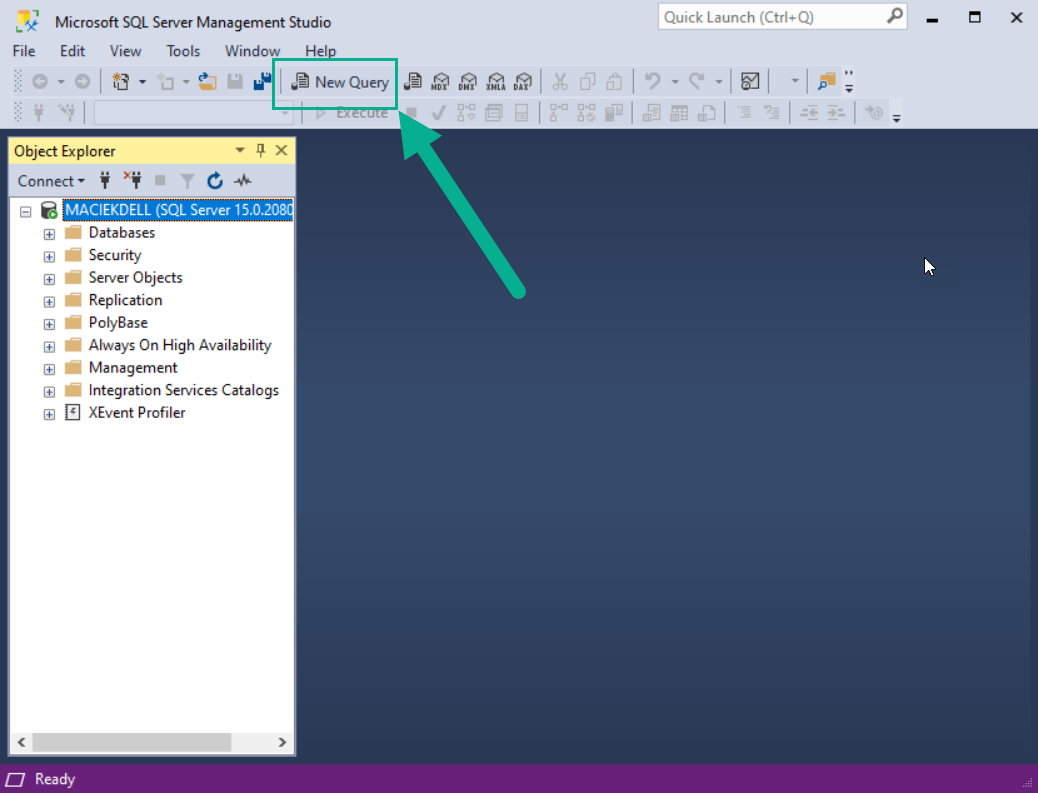 Microsoft SQL Server Management Studio
Quick Launch (Ctrl+Q)
File Edit View Tools Window Help
New Query MDX DMX XMLA DAX
Execute
Object Explorer
Connect
MACIEKDELL (SQL Server 15.0.2080
Databases
Security
Server Objects
Replication
PolyBase
Always On High Availability
Management
Integration Services Catalogs
XEvent Profiler
Ready